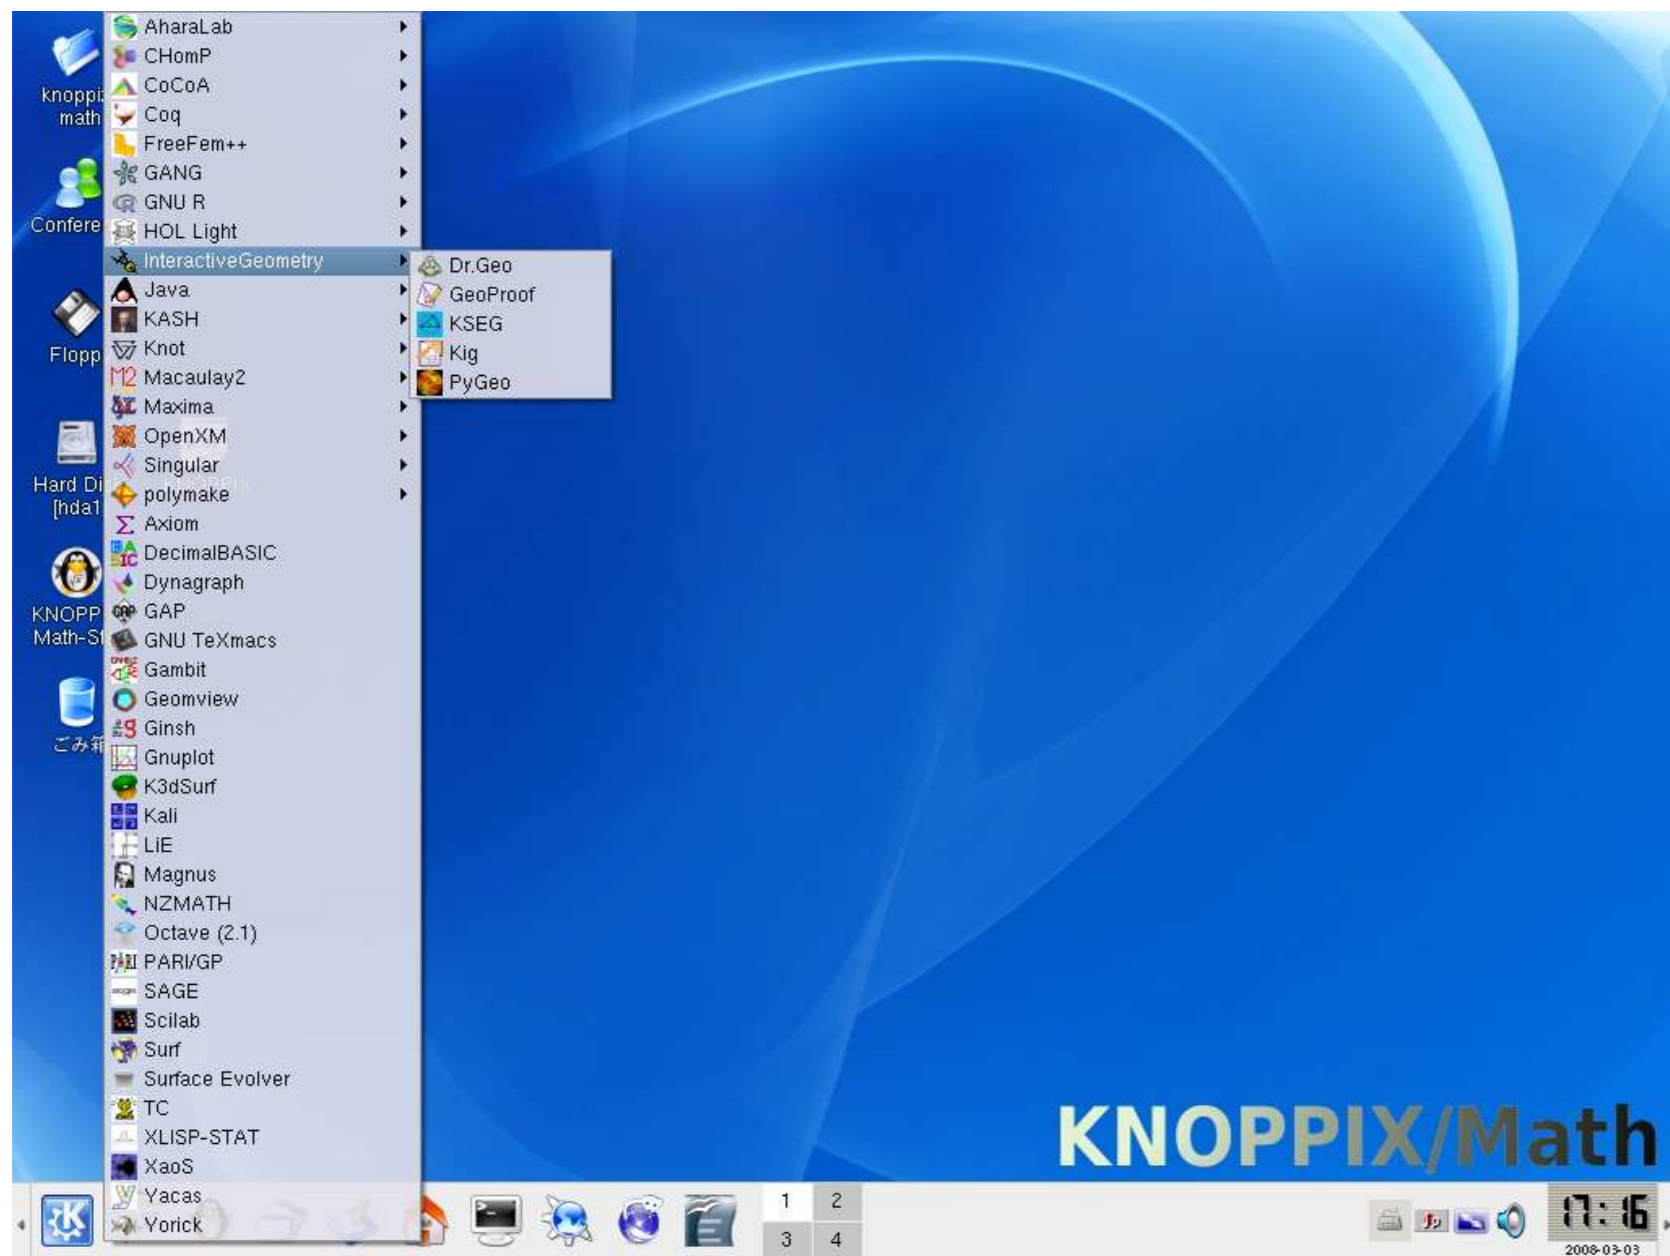 knoppix
math
Confere
Flopp
Hard Di
[hda1
KNOPP
Math-St
ごみ箱
AharaLab
CHomP
CoCoA
Coq
FreeFem++
GANG
GNU R
HOL Light
InteractiveGeometry
Java
KASH
Knot
Macaulay2
Maxima
OpenXM
Singular
polymake
Axiom
DecimalBASIC
Dynagraph
GAP
GNU TeXmacs
Gambit
Geomview
Ginsh
Gnuplot
K3dSurf
Kali
LiE
Magnus
NZMATH
Octave (2.1)
PARI/GP
SAGE
Scilab
Surf
Surface Evolver
TC
XLISP-STAT
XaoS
Yacas
Yorick
Dr.Geo
GeoProof
KSEG
Kig
PyGeo
KNOPPIX/Math
1 2
3 4
Jp
17:16
2008-03-03